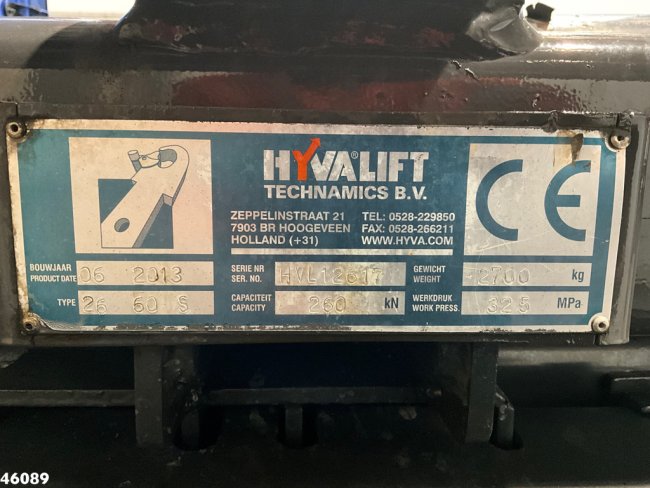 HYVALIFT
TECHNAMICS B.V.
ZEPPELINSTRAAT 21 TEL: 0528-229850
7903 BR HOOGEVEEN FAX: 0528-266211
HOLLAND (+31) WWW.HYVA.COM
CE
BOUWJAAR SERIE NR GEWICHT
PRODUCT DATE 06 2013 SER. NO. HVL12617 WEIGHT 2700 kg
TYPE 26 60 S CAPACITEIT CAPACITY 260 kN WERKDRUK WORK PRESS. 32.5 MPa
46089